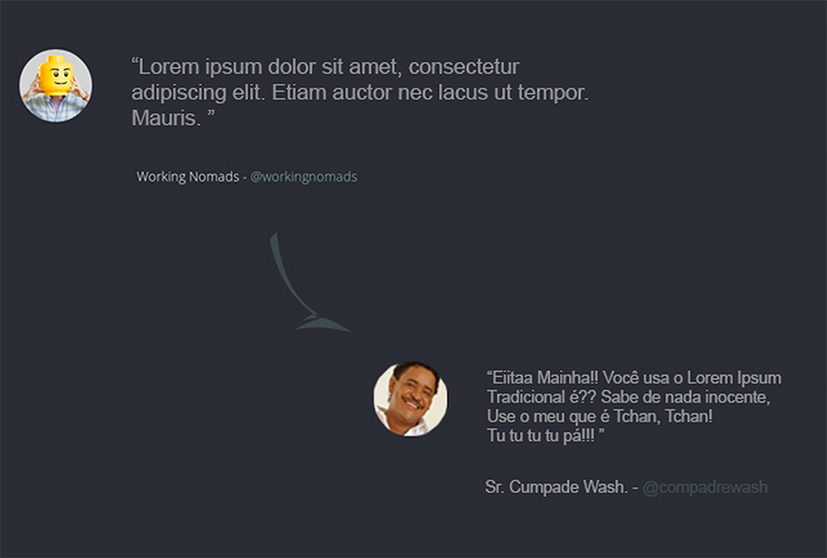 “Lorem ipsum dolor sit amet, consectetur
adipiscing elit. Etiam auctor nec lacus ut tempor.
Mauris. ”
Working Nomads - @workingnomads
“Eiitaa Mainha!! Você usa o Lorem Ipsum
Tradicional é?? Sabe de nada inocente,
Use o meu que é Tchan, Tchan!
Tu tu tu tu pá!!! ”
Sr. Cumpade Wash. - @compadrewash